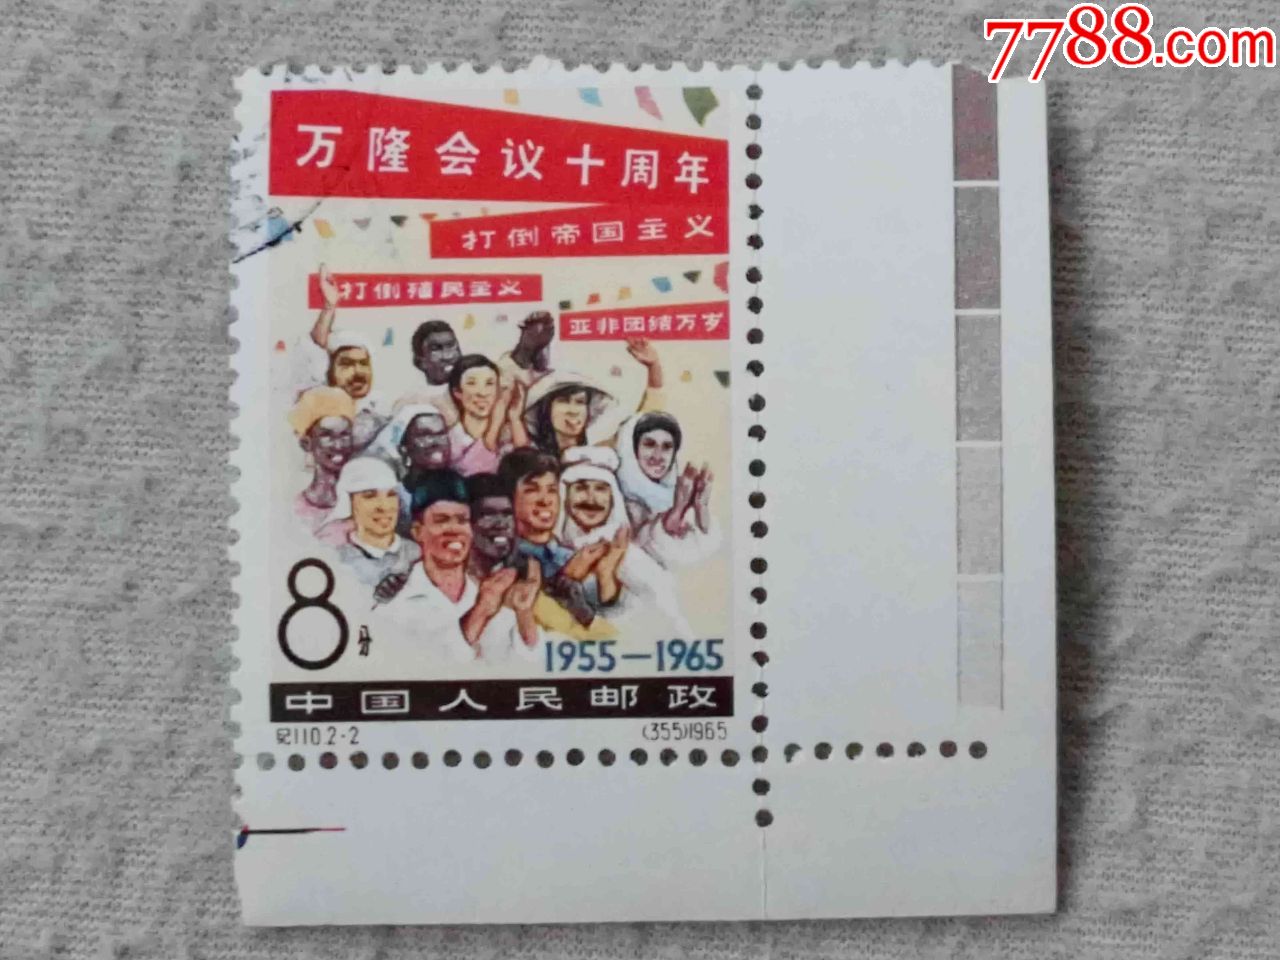 7788.com
万隆会议十周年
打倒帝国主义
打倒殖民主义
亚非团结万岁
8分
1955—1965
中国人民邮政
纪110.2-2 (355)1965